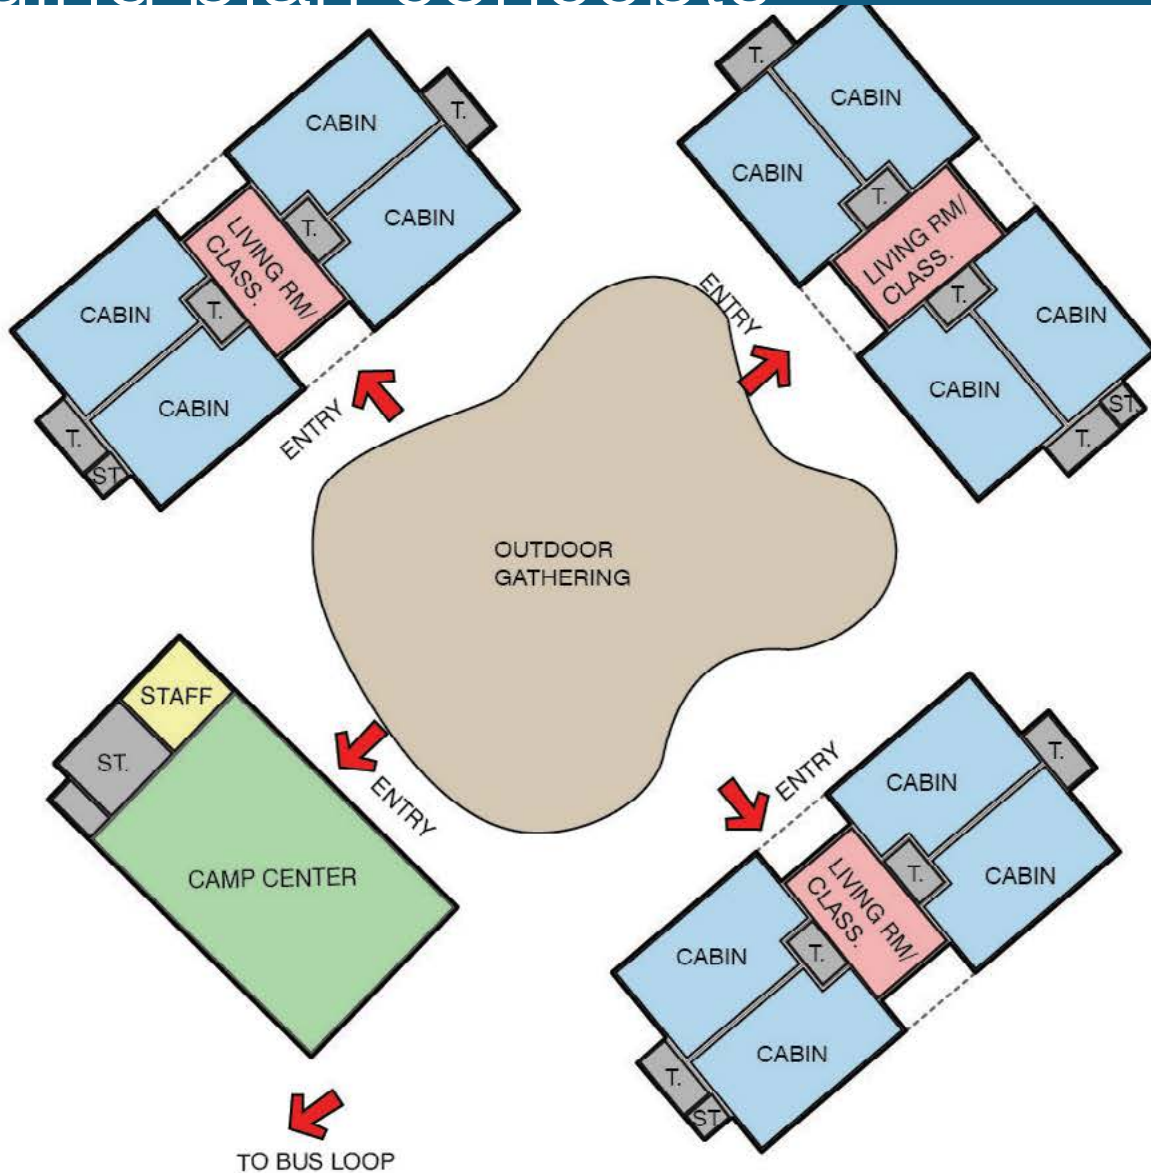 CABIN
T.
CABIN
T.
LIVING RM/
CLASS.
CABIN
T.
CABIN
T.
ST
ENTRY
T.
CABIN
CABIN
T.
LIVING RM/
CLASS.
T.
CABIN
CABIN
ST.
T.
ENTRY
OUTDOOR
GATHERING
STAFF
ST.
CAMP CENTER
ENTRY
TO BUS LOOP
ENTRY
CABIN
T.
CABIN
T.
LIVING RM/
CLASS.
CABIN
T.
CABIN
T.
ST